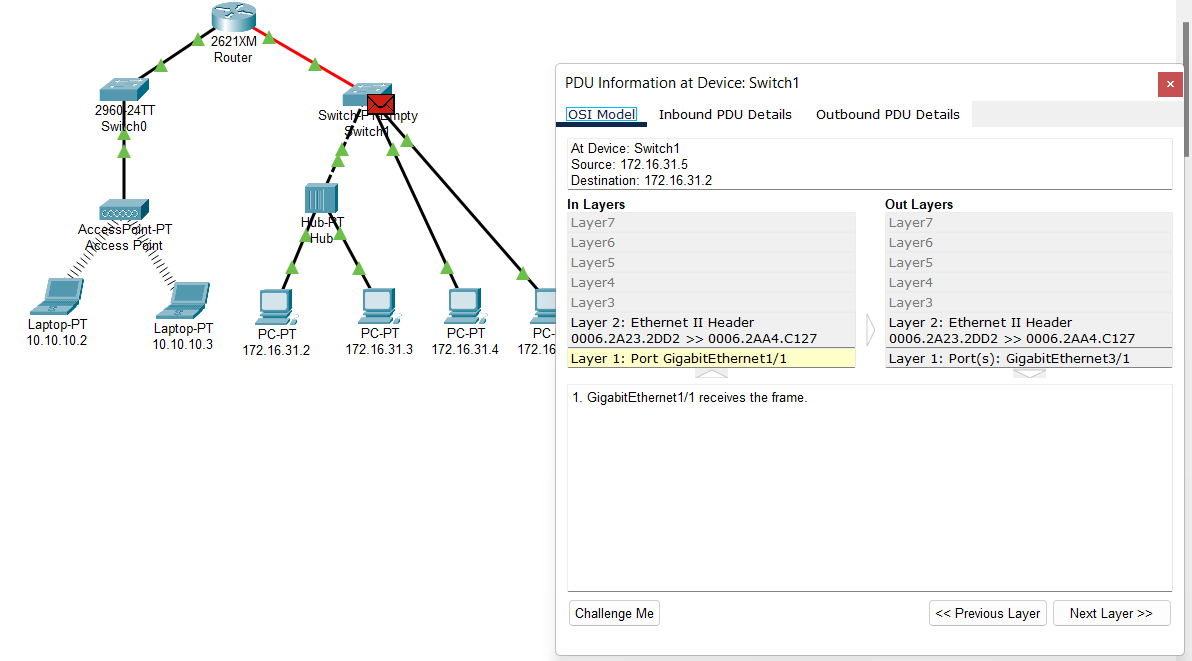 2621XM
Router
2960-24TT
Switch0
Switch1
AccessPoint-PT
Access Point
Hub-PT
Hub
Laptop-PT
10.10.10.2
Laptop-PT
10.10.10.3
PC-PT
172.16.31.2
PC-PT
172.16.31.3
PC-PT
172.16.31.4
PC-
172.16
PDU Information at Device: Switch1
×
OSI Model
Inbound PDU Details
Outbound PDU Details
At Device: Switch1
Source: 172.16.31.5
Destination: 172.16.31.2
In Layers
Layer7
Layer6
Layer5
Layer4
Layer3
Layer 2: Ethernet II Header
0006.2A23.2DD2 >> 0006.2AA4.C127
Layer 1: Port GigabitEthernet1/1
Out Layers
Layer7
Layer6
Layer5
Layer4
Layer3
Layer 2: Ethernet II Header
0006.2A23.2DD2 >> 0006.2AA4.C127
Layer 1: Port(s): GigabitEthernet3/1
1. GigabitEthernet1/1 receives the frame.
Challenge Me
<< Previous Layer
Next Layer >>